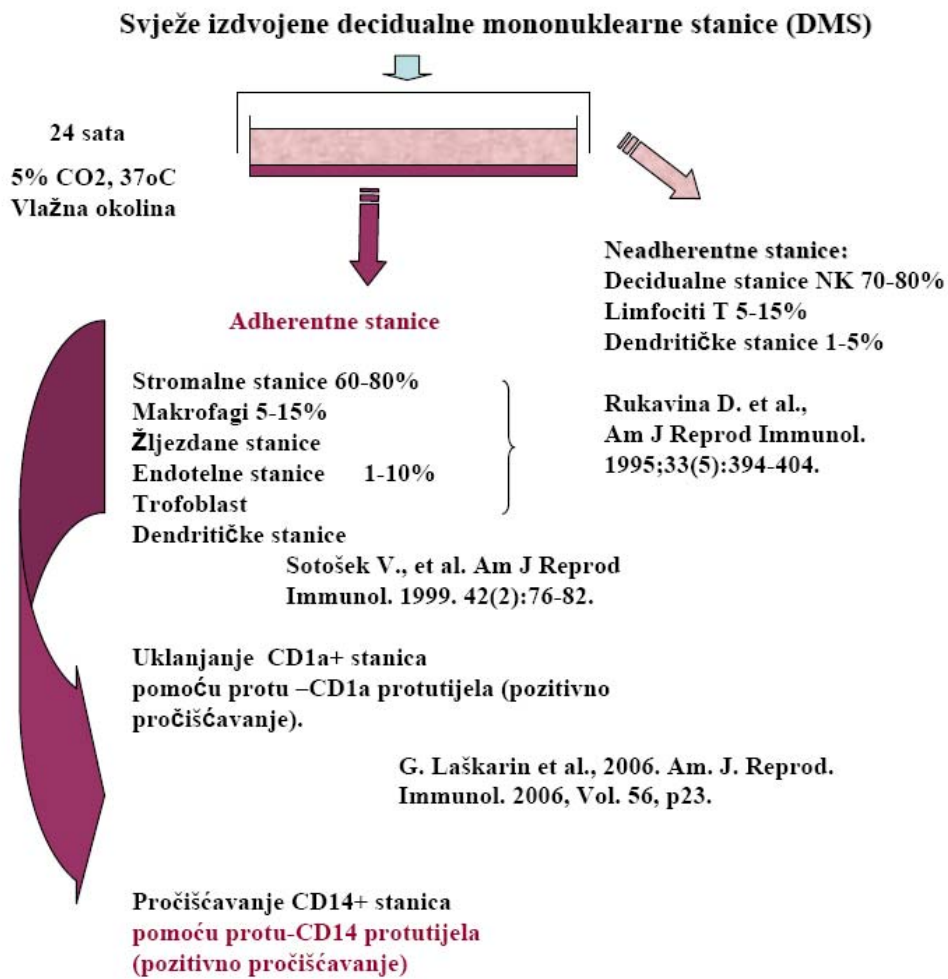 Svježe izdvojene decidualne mononuklearne stanice (DMS)
24 sata
5% CO2, 37oC
Vlažna okolina
Neadherentne stanice:
Decidualne stanice NK 70-80%
Limfociti T 5-15%
Dendritičke stanice 1-5%
Rukavina D. et al.,
Am J Reprod Immunol.
1995;33(5):394-404.
Adherentne stanice
Stromalne stanice 60-80%
Makrofagi 5-15%
Žljezdane stanice
Endotelne stanice 1-10%
Trofoblast
Dendritičke stanice
Sotošek V., et al. Am J Reprod
Immunol. 1999. 42(2):76-82.
Uklanjanje CD1a+ stanica
pomoću protu –CD1a protutijela (pozitivno
pročišćavanje).
G. Laškarin et al., 2006. Am. J. Reprod.
Immunol. 2006, Vol. 56, p23.
Pročišćavanje CD14+ stanica
pomoću protu-CD14 protutijela
(pozitivno pročišćavanje)